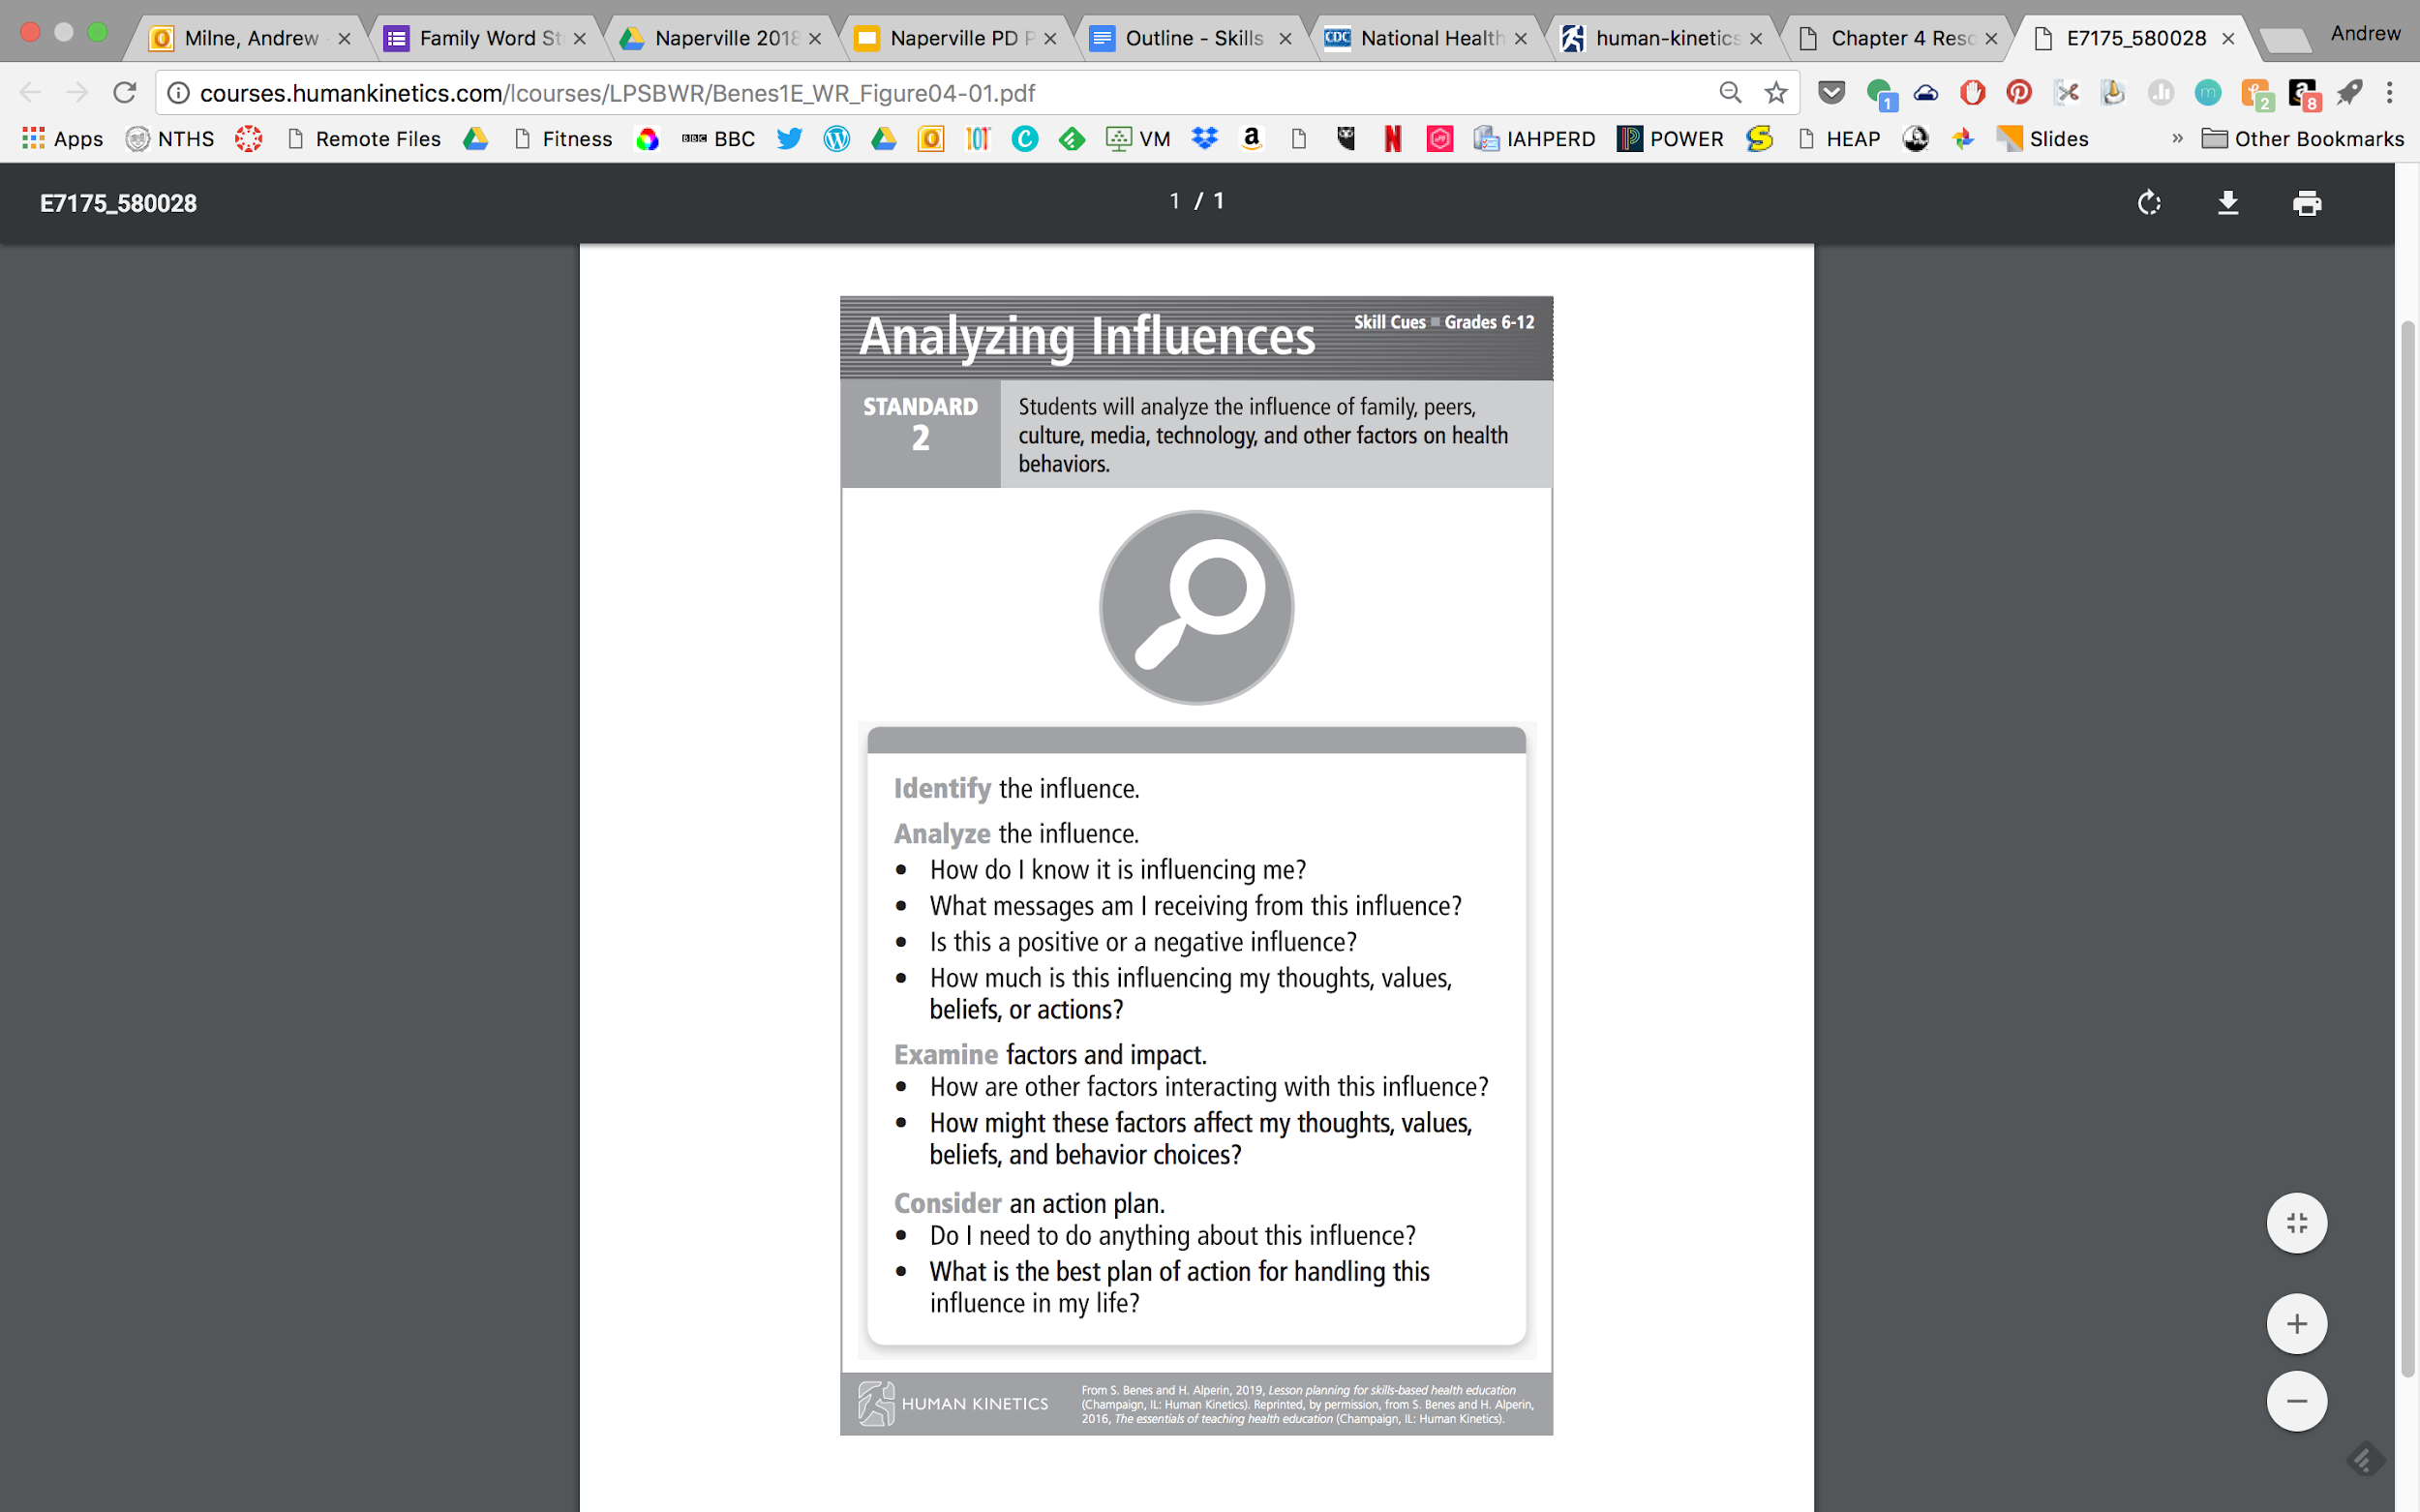 Milne, Andrew
Family Word St
Naperville 2018
Naperville PD P
Outline - Skills
CDC National Health
human-kinetics
Chapter 4 Reso
E7175_580028
Andrew
courses.humankinetics.com/lcourses/LPSBWR/Benes1E_WR_Figure04-01.pdf
1
m
2
a 8
Apps
NTHS
Remote Files
Fitness
BBC BBC
101
C
VM
a
N
IAHPERD
POWER
S
HEAP
Slides
»
Other Bookmarks
E7175_580028
1 / 1
Analyzing Influences
Skill Cues ■ Grades 6-12
STANDARD
2
Students will analyze the influence of family, peers,
culture, media, technology, and other factors on health
behaviors.
Identify the influence.
Analyze the influence.
• How do I know it is influencing me?
• What messages am I receiving from this influence?
• Is this a positive or a negative influence?
• How much is this influencing my thoughts, values,
beliefs, or actions?
Examine factors and impact.
• How are other factors interacting with this influence?
• How might these factors affect my thoughts, values,
beliefs, and behavior choices?
Consider an action plan.
• Do I need to do anything about this influence?
• What is the best plan of action for handling this
influence in my life?
HUMAN KINETICS
From S. Benes and H. Alperin, 2019, Lesson planning for skills-based health education
(Champaign, IL: Human Kinetics). Reprinted, by permission, from S. Benes and H. Alperin,
2016, The essentials of teaching health education (Champaign, IL: Human Kinetics).